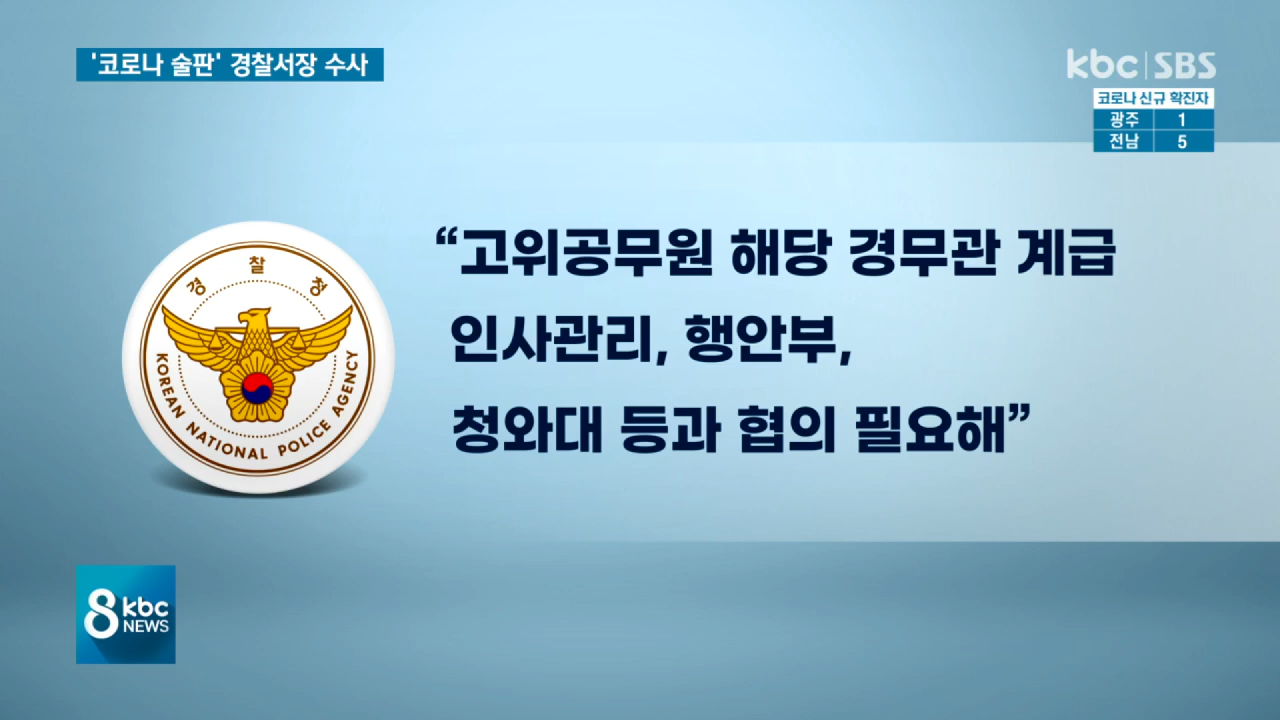 '코로나 술판' 경찰서장 수사
kbc SBS
코로나 신규 확진자
광주 1
전남 5
“고위공무원 해당 경무관 계급
인사관리, 행안부,
청와대 등과 협의 필요해”
경찰청
KOREAN NATIONAL POLICE AGENCY
8 kbc
NEWS